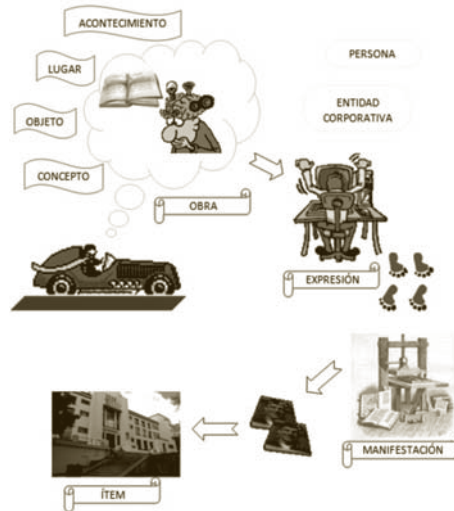 ACONTECIMIENTO
LUGAR
OBJETO
CONCEPTO
PERSONA
ENTIDAD
CORPORATIVA
OBRA
EXPRESIÓN
MANIFESTACIÓN
ÍTEM